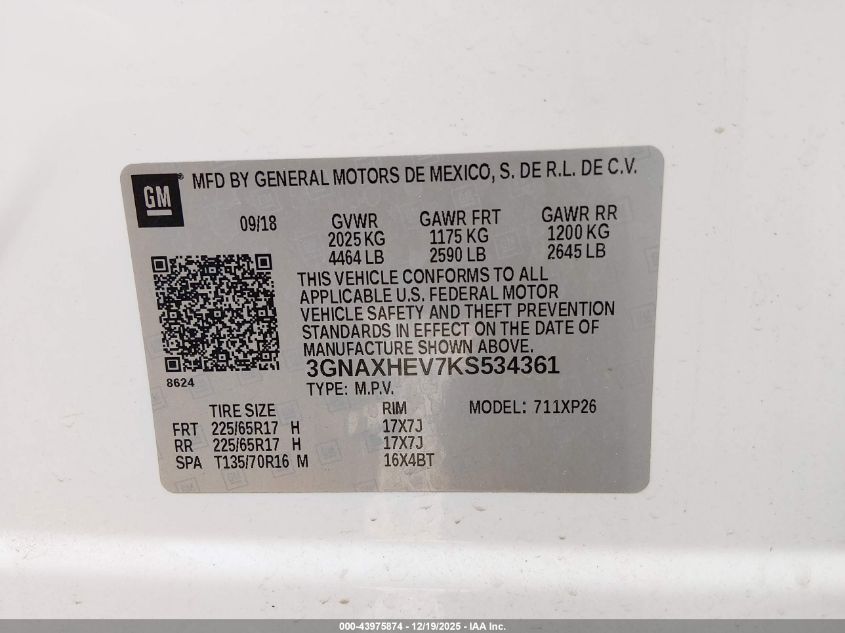 GM
MFD BY GENERAL MOTORS DE MEXICO, S. DE R.L. DE C.V.
09/18 GVWR GAWR FRT GAWR RR
2025 KG 1175 KG 1200 KG
4464 LB 2590 LB 2645 LB
THIS VEHICLE CONFORMS TO ALL
APPLICABLE U.S. FEDERAL MOTOR
VEHICLE SAFETY AND THEFT PREVENTION
STANDARDS IN EFFECT ON THE DATE OF
MANUFACTURE SHOWN ABOVE.
8624
3GNAXHEV7KS534361
TYPE: M.P.V.
TIRE SIZE RIM MODEL: 711XP26
FRT 225/65R17 H 17X7J
RR 225/65R17 H 17X7J
SPA T135/70R16 M 16X4BT
000-43975874 | 12/19/2025 - IAA Inc.